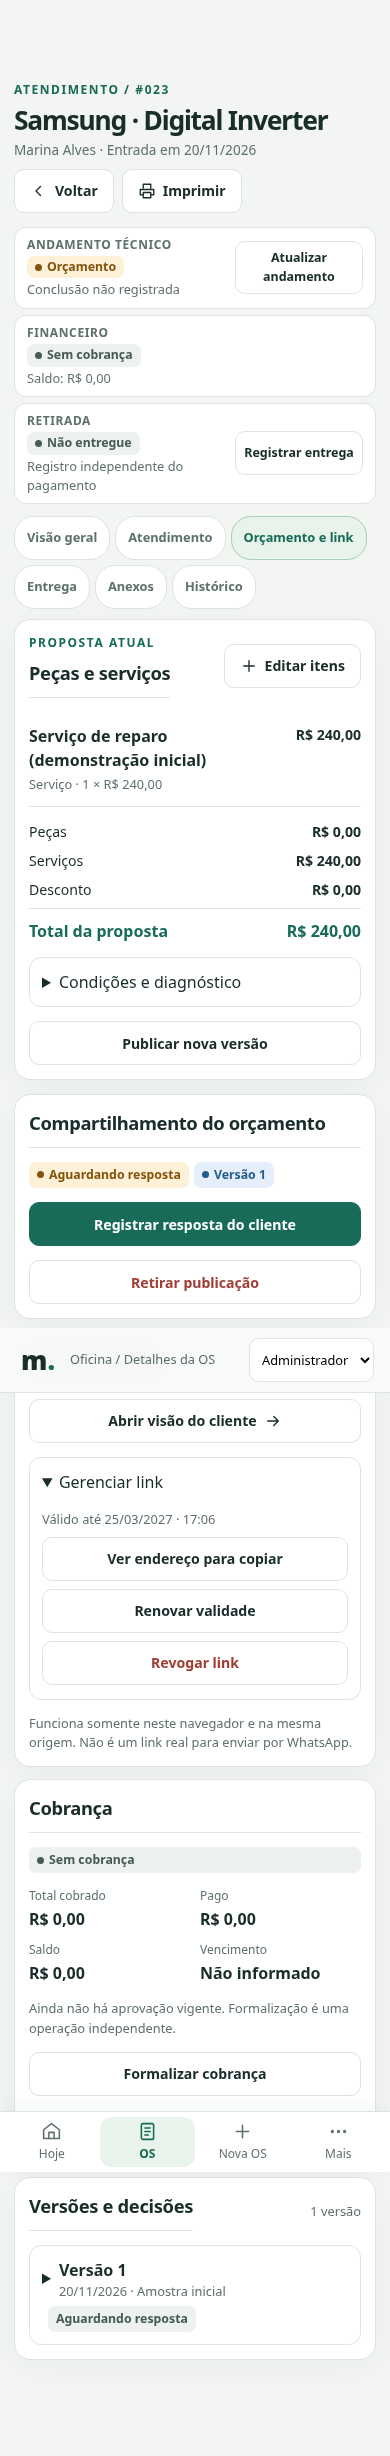 ATENDIMENTO / #023
Samsung · Digital Inverter
Marina Alves · Entrada em 20/11/2026
Voltar
Imprimir
ANDAMENTO TÉCNICO
Orçamento
Conclusão não registrada
Atualizar
andamento
FINANCEIRO
Sem cobrança
Saldo: R$ 0,00
RETIRADA
Não entregue
Registro independente do
pagamento
Registrar entrega
Visão geral
Atendimento
Orçamento e link
Entrega
Anexos
Histórico
PROPOSTA ATUAL
Peças e serviços
Editar itens
Serviço de reparo
(demonstração inicial)
R$ 240,00
Serviço · 1 × R$ 240,00
Peças R$ 0,00
Serviços R$ 240,00
Desconto R$ 0,00
Total da proposta R$ 240,00
Condições e diagnóstico
Publicar nova versão
Compartilhamento do orçamento
Aguardando resposta
Versão 1
Registrar resposta do cliente
Retirar publicação
m.
Oficina / Detalhes da OS
Administrador
Abrir visão do cliente
Gerenciar link
Válido até 25/03/2027 · 17:06
Ver endereço para copiar
Renovar validade
Revogar link
Funciona somente neste navegador e na mesma
origem. Não é um link real para enviar por WhatsApp.
Cobrança
Sem cobrança
Total cobrado
R$ 0,00
Pago
R$ 0,00
Saldo
R$ 0,00
Vencimento
Não informado
Ainda não há aprovação vigente. Formalização é uma
operação independente.
Formalizar cobrança
Hoje
OS
Nova OS
Mais
Versões e decisões
1 versão
Versão 1
20/11/2026 · Amostra inicial
Aguardando resposta